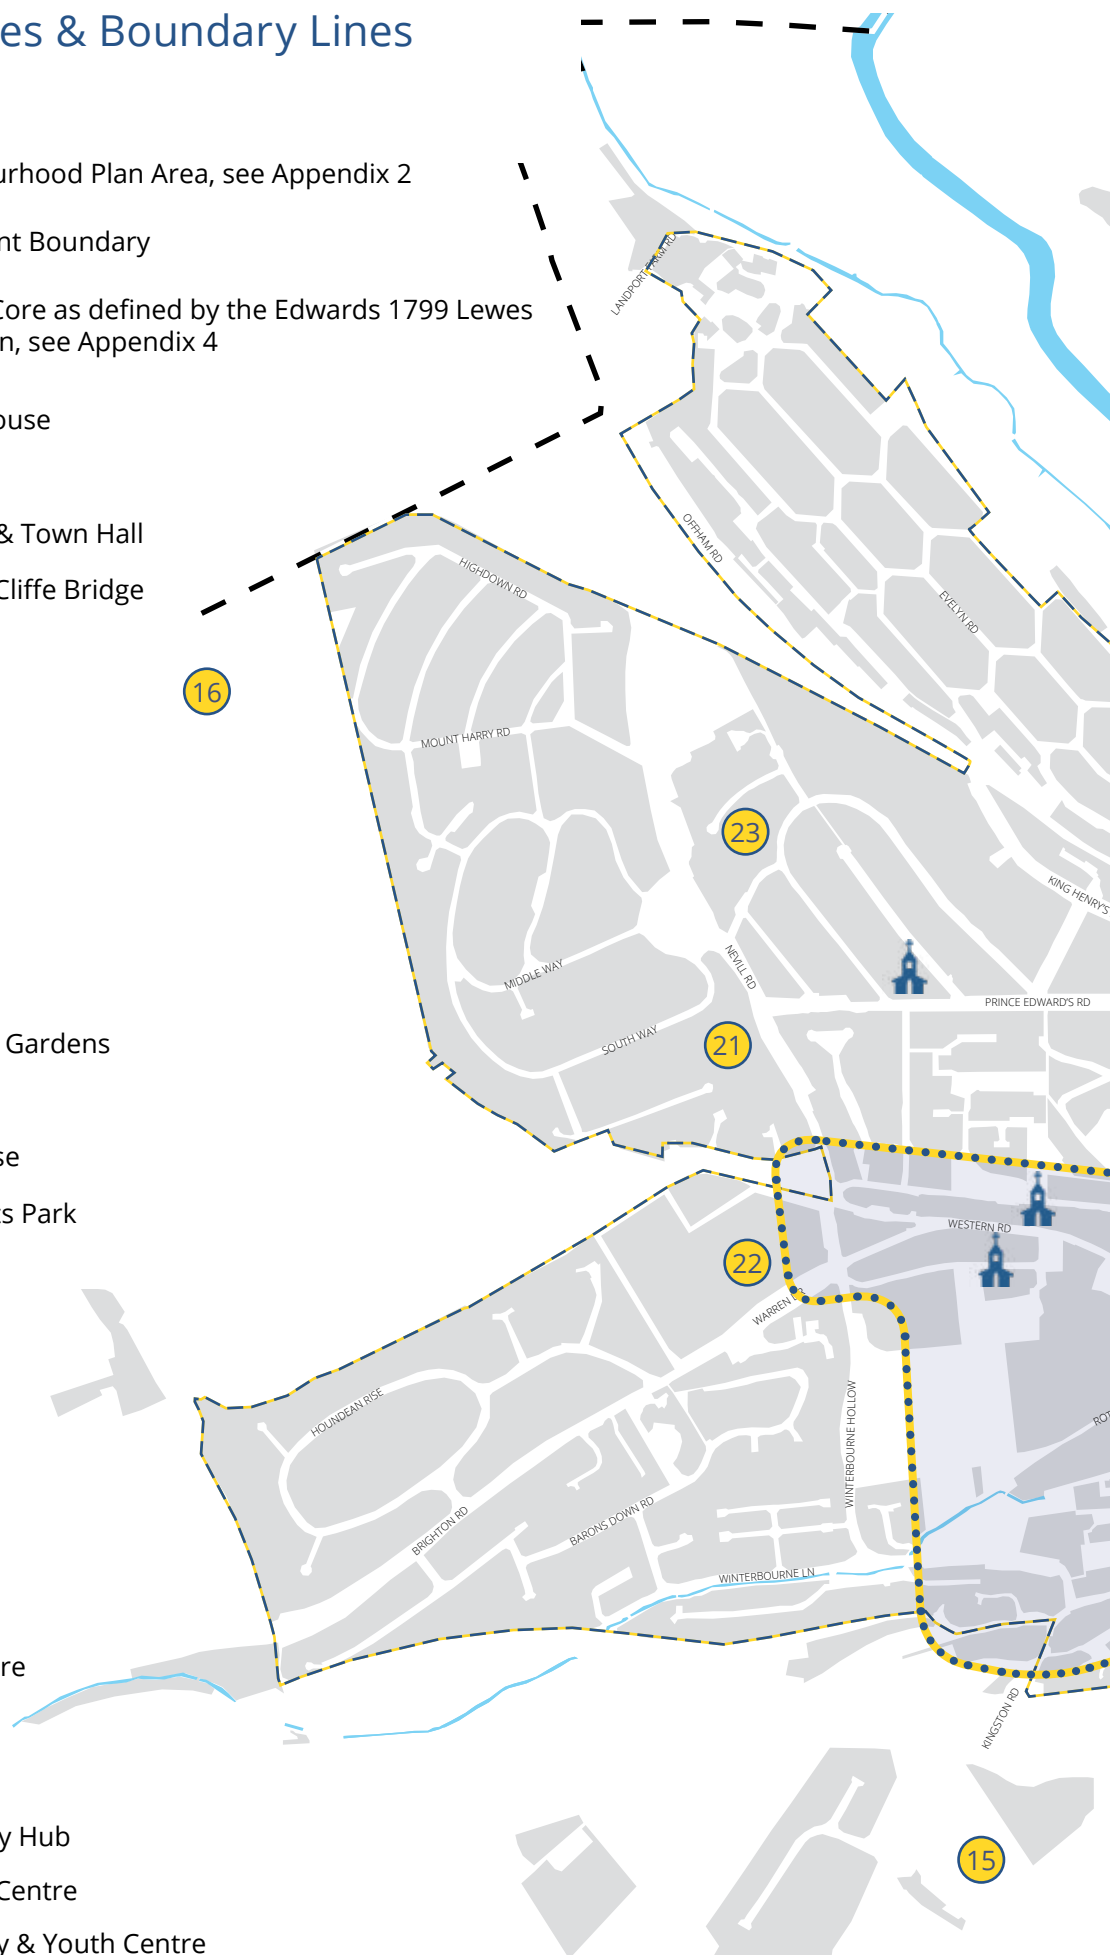 es & Boundary Lines
urhood Plan Area, see Appendix 2
nt Boundary
Core as defined by the Edwards 1799 Lewes
n, see Appendix 4
ouse
& Town Hall
Cliffe Bridge
Gardens
se
ts Park
re
y Hub
Centre
y & Youth Centre
LANDPORT FARM RD
OFFHAM RD
HIGHDOWN RD
EVELYN RD
16
MOUNT HARRY RD
23
KING HENRY'S
NEVILL RD
MIDDLE WAY
PRINCE EDWARD'S RD
SOUTH WAY
21
WESTERN RD
22
WARREN DR
HOUNDEAN RISE
WINTERBOURNE HOLLOW
ROT
BRIGHTON RD
BARONS DOWN RD
WINTERBOURNE LN
KINGSTON RD
15